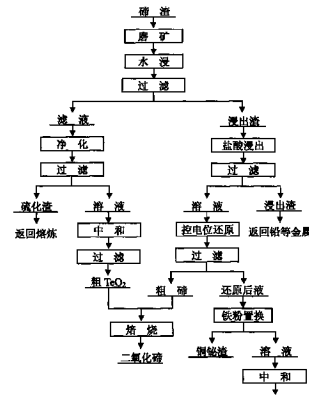 碲 渣
磨 矿
水 浸
过 滤
滤 液
浸出渣
净 化
盐酸浸出
过 滤
过 滤
硫化渣
溶 液
溶 液
浸出渣
返回熔炼
中 和
控电位还原
返回铅等金属
过 滤
过 滤
粗 TeO₂
粗 碲
还原后液
焙 烧
铁粉置换
二氧化碲
铜铋渣
溶 液
中 和